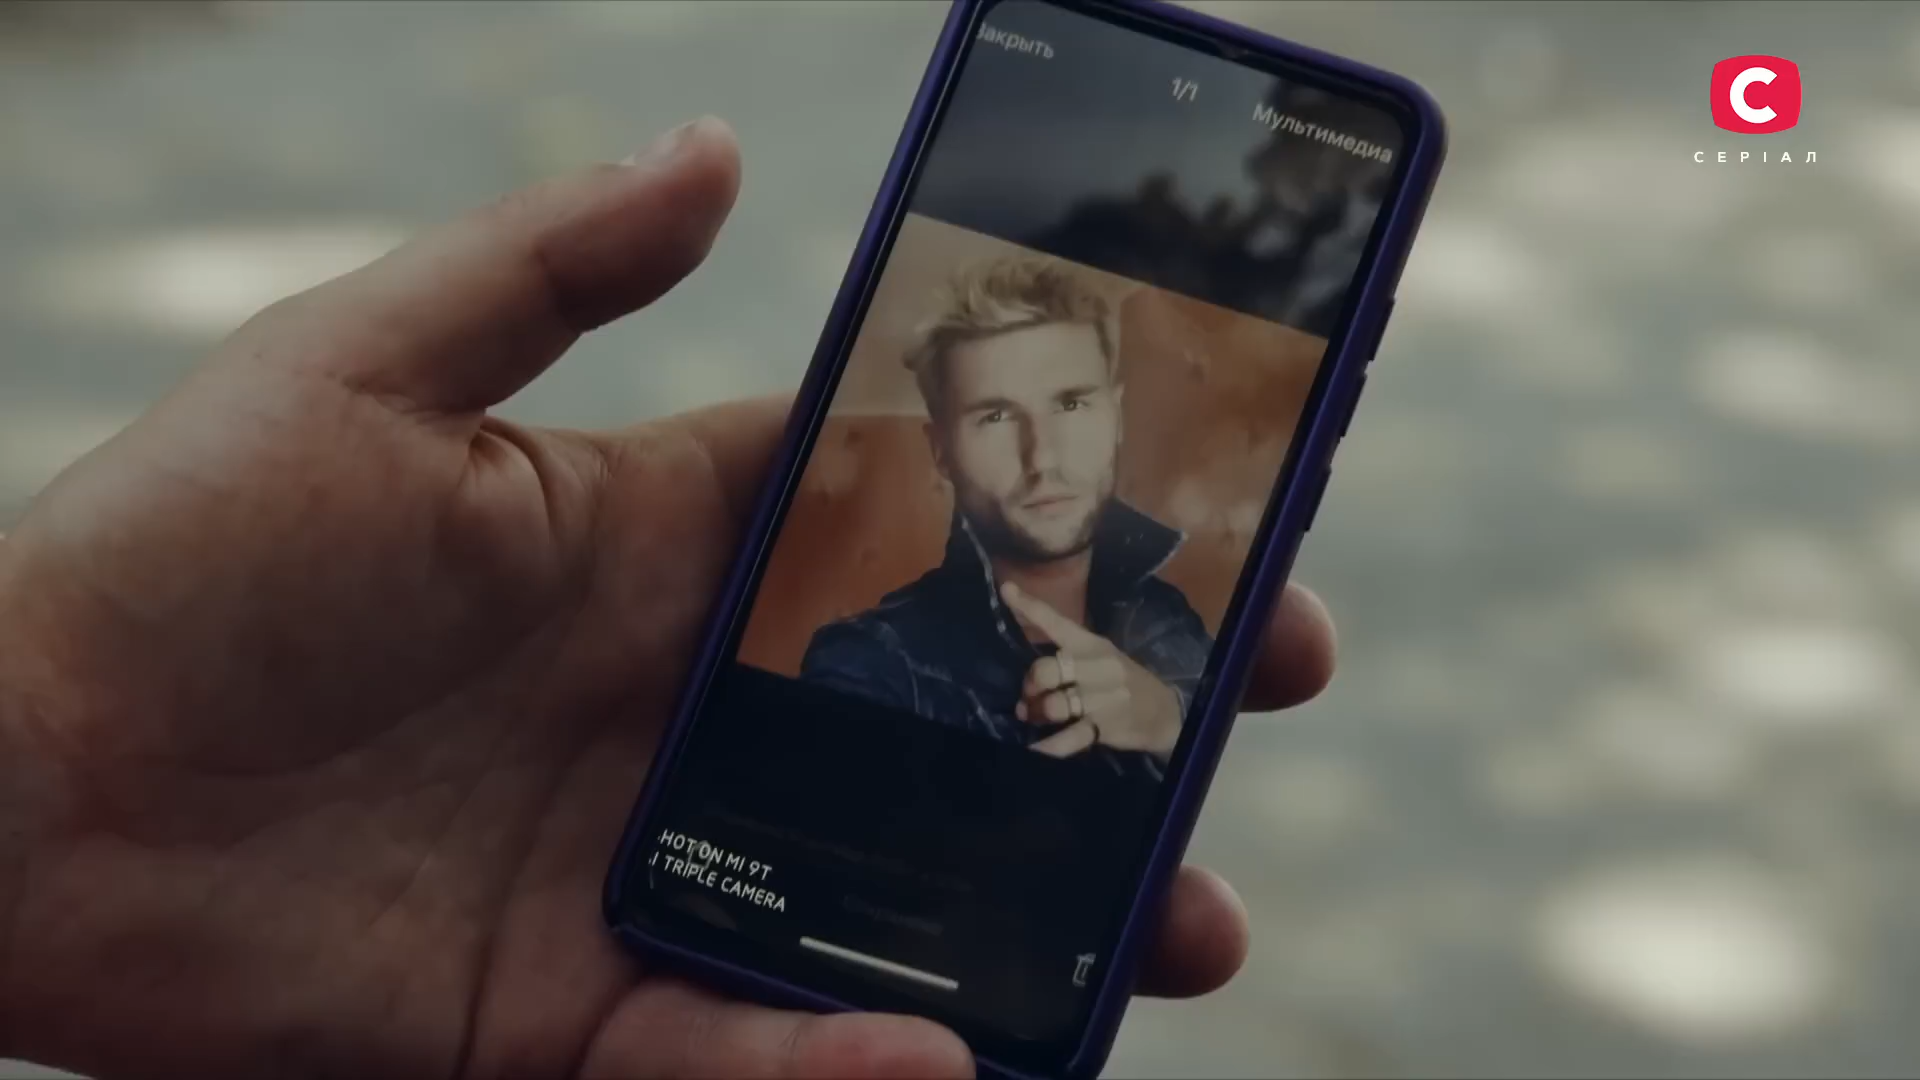 Закрыть
1/1
Мультимедиа
С
СЕРІАЛ
HOT ON MI 9T
I TRIPLE CAMERA